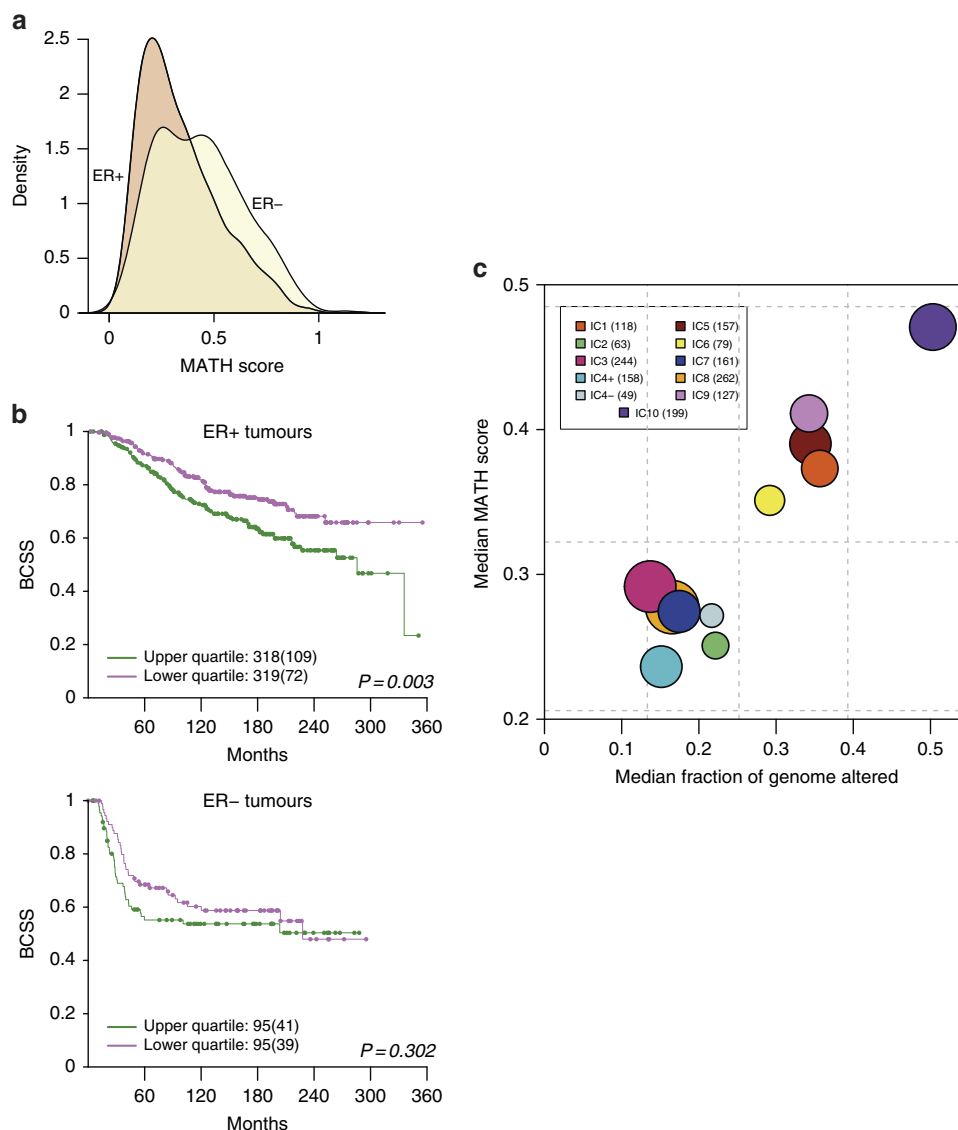 a
2.5
2
1.5
1
0.5
0
Density
ER+
ER−
0
0.5
1
MATH score
b
ER+ tumours
1
0.8
0.6
0.4
0.2
0
BCSS
Upper quartile: 318(109)
Lower quartile: 319(72)
P = 0.003
60 120 180 240 300 360
Months
ER− tumours
1
0.8
0.6
0.4
0.2
0
BCSS
Upper quartile: 95(41)
Lower quartile: 95(39)
P = 0.302
60 120 180 240 300 360
Months
c
0.5
0.4
0.3
0.2
Median MATH score
IC1 (118) IC5 (157)
IC2 (63) IC6 (79)
IC3 (244) IC7 (161)
IC4+ (158) IC8 (262)
IC4− (49) IC9 (127)
IC10 (199)
0 0.1 0.2 0.3 0.4 0.5
Median fraction of genome altered